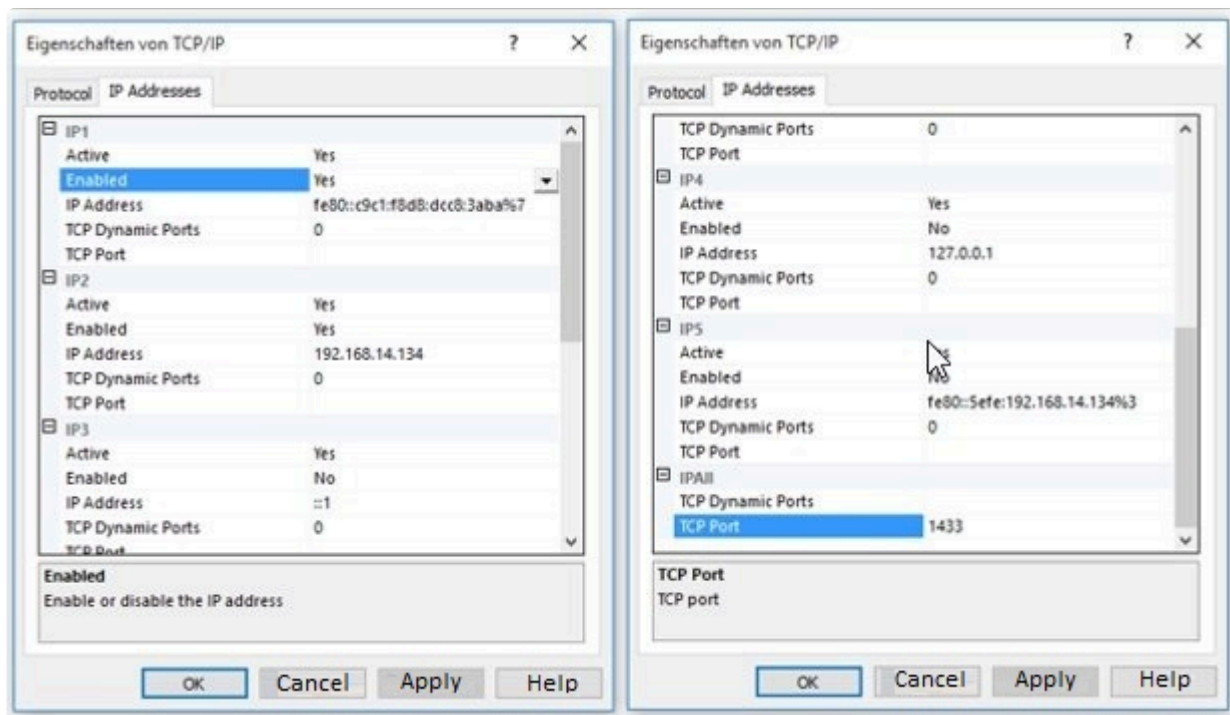 Eigenschaften von TCP/IP ? ×
Protocol IP Addresses
IP1
Active Yes
Enabled Yes
IP Address fe80::c9c1:f8d8:dcc8:3aba%7
TCP Dynamic Ports 0
TCP Port
IP2
Active Yes
Enabled Yes
IP Address 192.168.14.134
TCP Dynamic Ports 0
TCP Port
IP3
Active Yes
Enabled No
IP Address ::1
TCP Dynamic Ports 0
TCP Port
Enabled
Enable or disable the IP address
OK Cancel Apply Help
Eigenschaften von TCP/IP ? ×
Protocol IP Addresses
TCP Dynamic Ports 0
TCP Port
IP4
Active Yes
Enabled No
IP Address 127.0.0.1
TCP Dynamic Ports 0
TCP Port
IP5
Active
Enabled No
IP Address fe80::5efe:192.168.14.134%3
TCP Dynamic Ports 0
TCP Port
IPAll
TCP Dynamic Ports
TCP Port 1433
TCP Port
TCP port
OK Cancel Apply Help